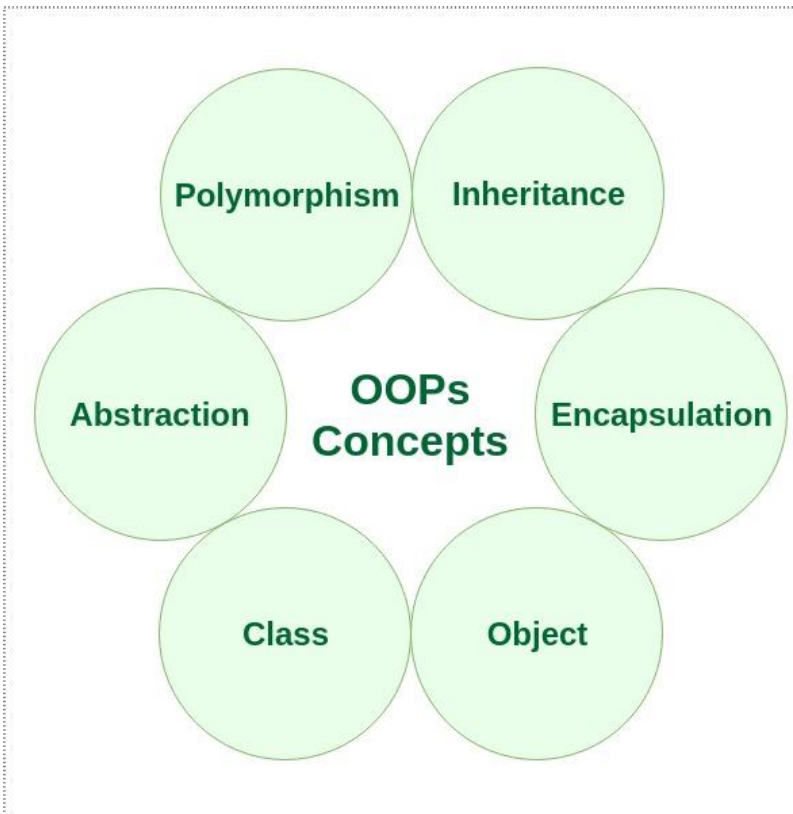 Polymorphism
Inheritance
Abstraction
OOPs
Concepts
Encapsulation
Class
Object